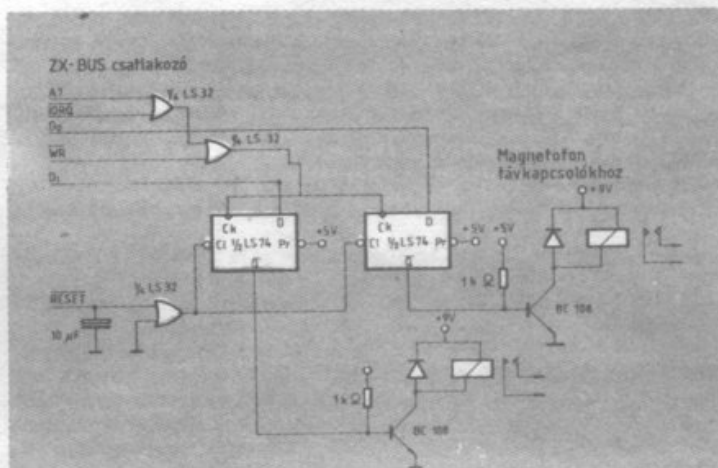 ZX-BUS csatlakozó
A7
¼ LS 32
IORQ
D0
¼ LS 32
WR
D1
Magnetofon
távkapcsolókhoz
+9V
D
D
Ck
Ck
+5V
+5V
+5V
Cl ½ LS 74 Pr
Cl ½ LS 74 Pr
Q
Q
1 k Ω
RESET
¼ LS 32
BC 108
10 µF
+9V
1 k Ω
BC 108